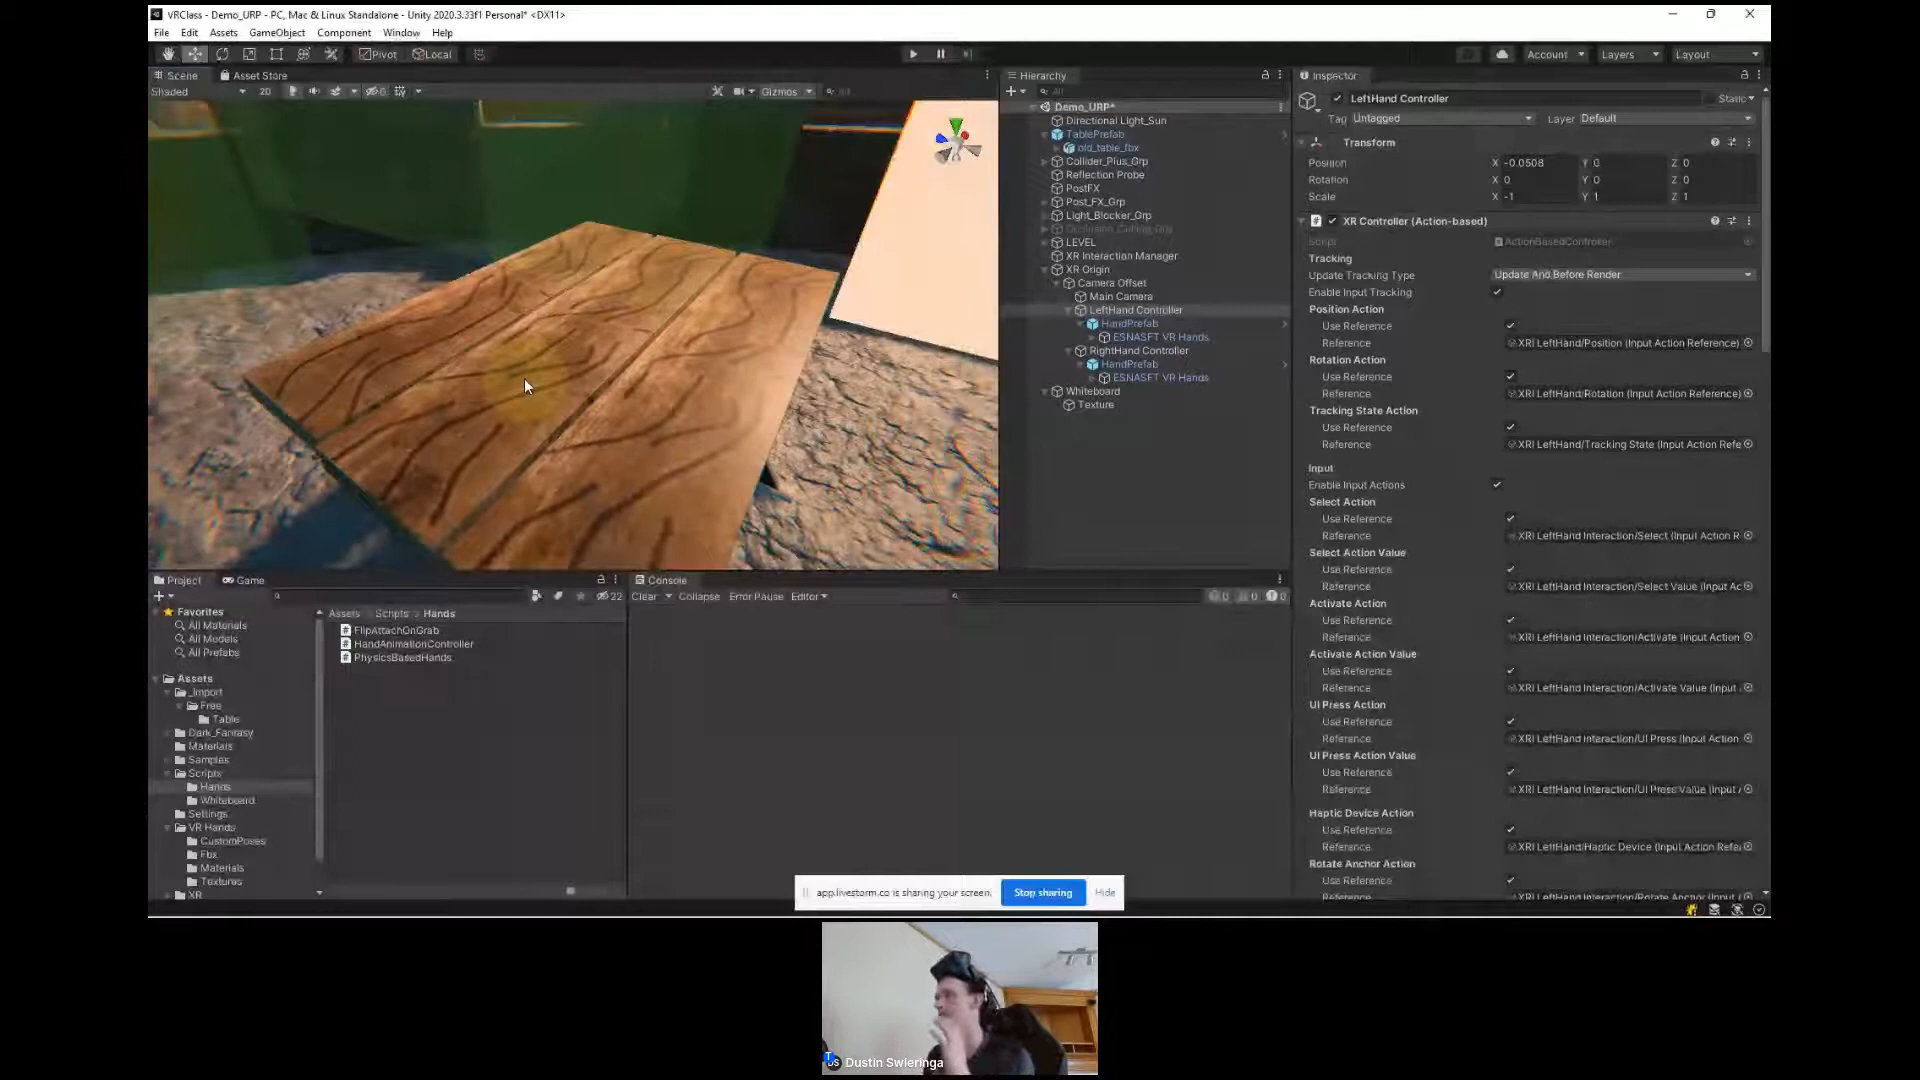 VRClass - Demo_URP - PC, Mac & Linux Standalone - Unity 2020.3.33f1 Personal* <DX11>
File Edit Assets GameObject Component Window Help
Pivot Local
Account Layers Layout
Scene Asset Store
Shaded 2D 0 Gizmos All
Hierarchy
All
Demo_URP*
Directional Light_Sun
TablePrefab
old_table_fbx
Collider_Plus_Grp
Reflection Probe
PostFX
Post_FX_Grp
Light_Blocker_Grp
Occlusion_Culling_Grp
LEVEL
XR Interaction Manager
XR Origin
Camera Offset
Main Camera
LeftHand Controller
HandPrefab
ESNASFT VR Hands
RightHand Controller
HandPrefab
ESNASFT VR Hands
Whiteboard
Texture
Inspector
LeftHand Controller Static
Tag Untagged Layer Default
Transform
Position X -0.0508 Y 0 Z 0
Rotation X 0 Y 0 Z 0
Scale X -1 Y 1 Z 1
XR Controller (Action-based)
Script ActionBasedController
Tracking
Update Tracking Type Update And Before Render
Enable Input Tracking
Position Action
Use Reference
Reference XRI LeftHand/Position (Input Action Reference)
Rotation Action
Use Reference
Reference XRI LeftHand/Rotation (Input Action Reference)
Tracking State Action
Use Reference
Reference XRI LeftHand/Tracking State (Input Action Refe
Input
Enable Input Actions
Select Action
Use Reference
Reference XRI LeftHand Interaction/Select (Input Action R
Select Action Value
Use Reference
Reference XRI LeftHand Interaction/Select Value (Input Ac
Activate Action
Use Reference
Reference XRI LeftHand Interaction/Activate (Input Action
Activate Action Value
Use Reference
Reference XRI LeftHand Interaction/Activate Value (Input
UI Press Action
Use Reference
Reference XRI LeftHand Interaction/UI Press (Input Action
UI Press Action Value
Use Reference
Reference XRI LeftHand Interaction/UI Press Value (Input
Haptic Device Action
Use Reference
Reference XRI LeftHand/Haptic Device (Input Action Refe
Rotate Anchor Action
Use Reference
Reference XRI LeftHand Interaction/Rotate Anchor (Input
Project Game
22
Favorites
All Materials
All Models
All Prefabs
Assets
_Import
Free
Table
Dark_Fantasy
Materials
Samples
Scripts
Hands
Whiteboard
Settings
VR Hands
CustomPoses
Fbx
Materials
Textures
XR
Assets > Scripts > Hands
FlipAttachOnGrab
HandAnimationController
PhysicsBasedHands
Console
Clear Collapse Error Pause Editor 0 0 0
app.livestorm.co is sharing your screen. Stop sharing Hide
DS Dustin Swieringa